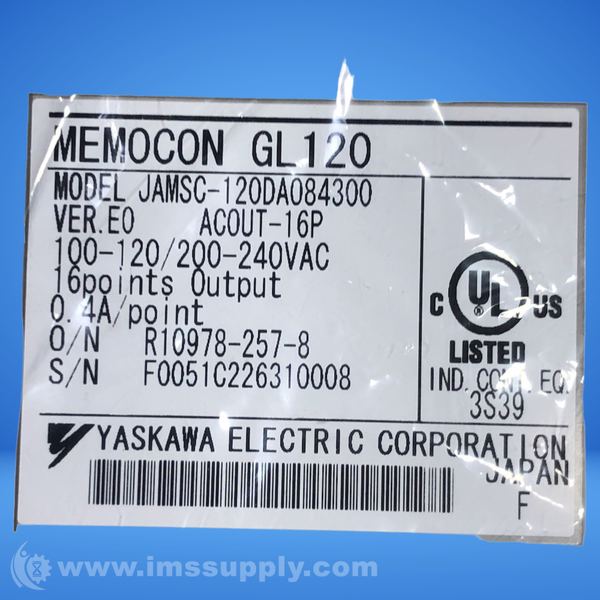 MEMOCON GL120
MODEL JAMSC-120DA084300
VER.E0 ACOUT-16P
100-120/200-240VAC
16points Output
0.4A/point
O/N R10978-257-8
S/N F0051C226310008
C UL US
®
LISTED
IND. CONT. EQ.
3S39
YASKAWA ELECTRIC CORPORATION
JAPAN
F
www.imssupply.com